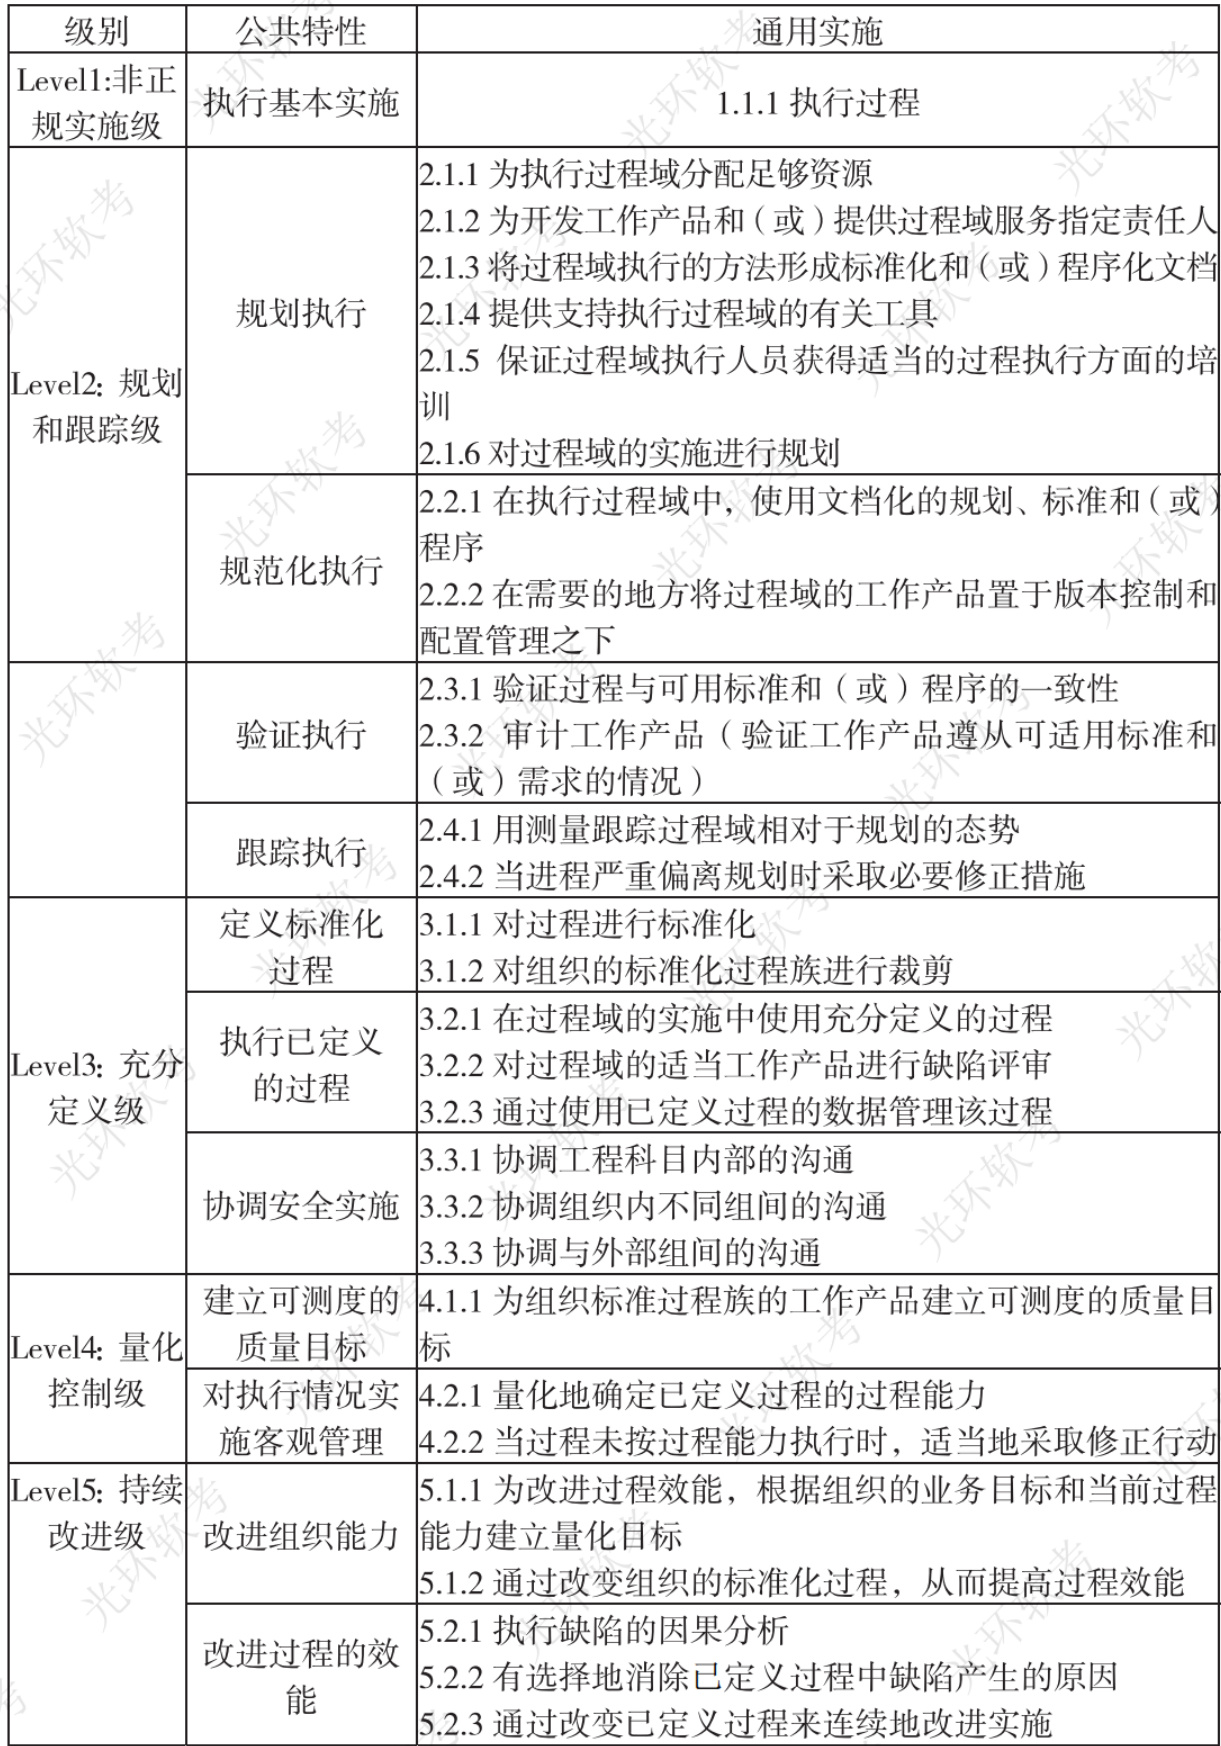 级别 公共特性 通用实施
Level1:非正
规实施级
执行基本实施
1.1.1 执行过程
Level2: 规划
和跟踪级
规划执行
2.1.1 为执行过程域分配足够资源
2.1.2 为开发工作产品和（或）提供过程域服务指定责任人
2.1.3 将过程域执行的方法形成标准化和（或）程序化文档
2.1.4 提供支持执行过程域的有关工具
2.1.5 保证过程域执行人员获得适当的过程执行方面的培
训
2.1.6 对过程域的实施进行规划
规范化执行
2.2.1 在执行过程域中，使用文档化的规划、标准和（或）
程序
2.2.2 在需要的地方将过程域的工作产品置于版本控制和
配置管理之下
验证执行
2.3.1 验证过程与可用标准和（或）程序的一致性
2.3.2 审计工作产品（验证工作产品遵从可适用标准和
（或）需求的情况）
跟踪执行
2.4.1 用测量跟踪过程域相对于规划的态势
2.4.2 当进程严重偏离规划时采取必要修正措施
Level3: 充分
定义级
定义标准化
过程
3.1.1 对过程进行标准化
3.1.2 对组织的标准化过程族进行裁剪
执行已定义
的过程
3.2.1 在过程域的实施中使用充分定义的过程
3.2.2 对过程域的适当工作产品进行缺陷评审
3.2.3 通过使用已定义过程的数据管理该过程
协调安全实施
3.3.1 协调工程科目内部的沟通
3.3.2 协调组织内不同组间的沟通
3.3.3 协调与外部组间的沟通
Level4: 量化
控制级
建立可测度的
质量目标
4.1.1 为组织标准过程族的工作产品建立可测度的质量目
标
对执行情况实
施客观管理
4.2.1 量化地确定已定义过程的过程能力
4.2.2 当过程未按过程能力执行时，适当地采取修正行动
Level5: 持续
改进级
改进组织能力
5.1.1 为改进过程效能，根据组织的业务目标和当前过程
能力建立量化目标
5.1.2 通过改变组织的标准化过程，从而提高过程效能
改进过程的效
能
5.2.1 执行缺陷的因果分析
5.2.2 有选择地消除已定义过程中缺陷产生的原因
5.2.3 通过改变已定义过程来连续地改进实施
光环软考